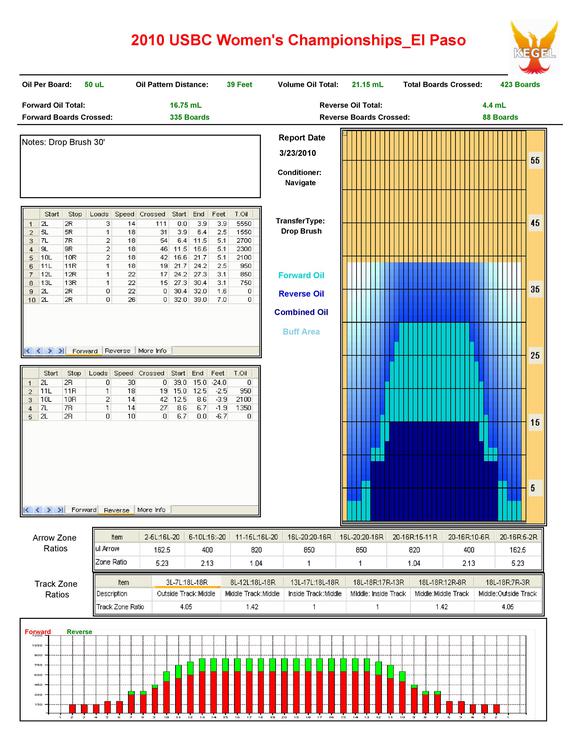 2010 USBC Women's Championships_El Paso
KEGEL
Oil Per Board: 50 uL Oil Pattern Distance: 39 Feet Volume Oil Total: 21.15 mL Total Boards Crossed: 423 Boards
Forward Oil Total: 16.75 mL Reverse Oil Total: 4.4 mL
Forward Boards Crossed: 335 Boards Reverse Boards Crossed: 88 Boards
Notes: Drop Brush 30'
Report Date
3/23/2010
Conditioner:
Navigate
TransferType:
Drop Brush
Forward Oil
Reverse Oil
Combined Oil
Buff Area
Start Stop Loads Speed Crossed Start End Feet T.Oil
1 2L 2R 3 14 111 0.0 3.9 3.9 5550
2 5L 5R 1 18 31 3.9 6.4 2.5 1550
3 7L 7R 2 18 54 6.4 11.5 5.1 2700
4 9L 9R 2 18 46 11.5 16.6 5.1 2300
5 10L 10R 2 18 42 16.6 21.7 5.1 2100
6 11L 11R 1 18 19 21.7 24.2 2.5 950
7 12L 12R 1 22 17 24.2 27.3 3.1 850
8 13L 13R 1 22 15 27.3 30.4 3.1 750
9 2L 2R 0 22 0 30.4 32.0 1.6 0
10 2L 2R 0 26 0 32.0 39.0 7.0 0
Forward Reverse More Info
Start Stop Loads Speed Crossed Start End Feet T.Oil
1 2L 2R 0 30 0 39.0 15.0 -24.0 0
2 11L 11R 1 18 19 15.0 12.5 -2.5 950
3 10L 10R 2 14 42 12.5 8.6 -3.9 2100
4 7L 7R 1 14 27 8.6 6.7 -1.9 1350
5 2L 2R 0 10 0 6.7 0.0 -6.7 0
Forward Reverse More Info
55
45
35
25
15
5
Arrow Zone Ratios
Item 2-6L:16L-20 6-10L:16:-20 11-16L:16L-20 16L-20:20-16R 16L-20:20-16R 20-16R:15-11R 20-16R:10-6R 20-16R:6-2R
ul Arrow 162.5 400 820 850 850 820 400 162.5
Zone Ratio 5.23 2.13 1.04 1 1 1.04 2.13 5.23
Track Zone Ratios
Item 3L-7L:18L-18R 8L-12L:18L-18R 13L-17L:18L-18R 18L-18R:17R-13R 18L-18R:12R-8R 18L-18R:7R-3R
Description Outside Track:Middle Middle Track:Middle Inside Track:Middle Middle: Inside Track Middle:Middle Track Middle:Outside Track
Track Zone Ratio 4.05 1.42 1 1 1.42 4.05
Forward Reverse